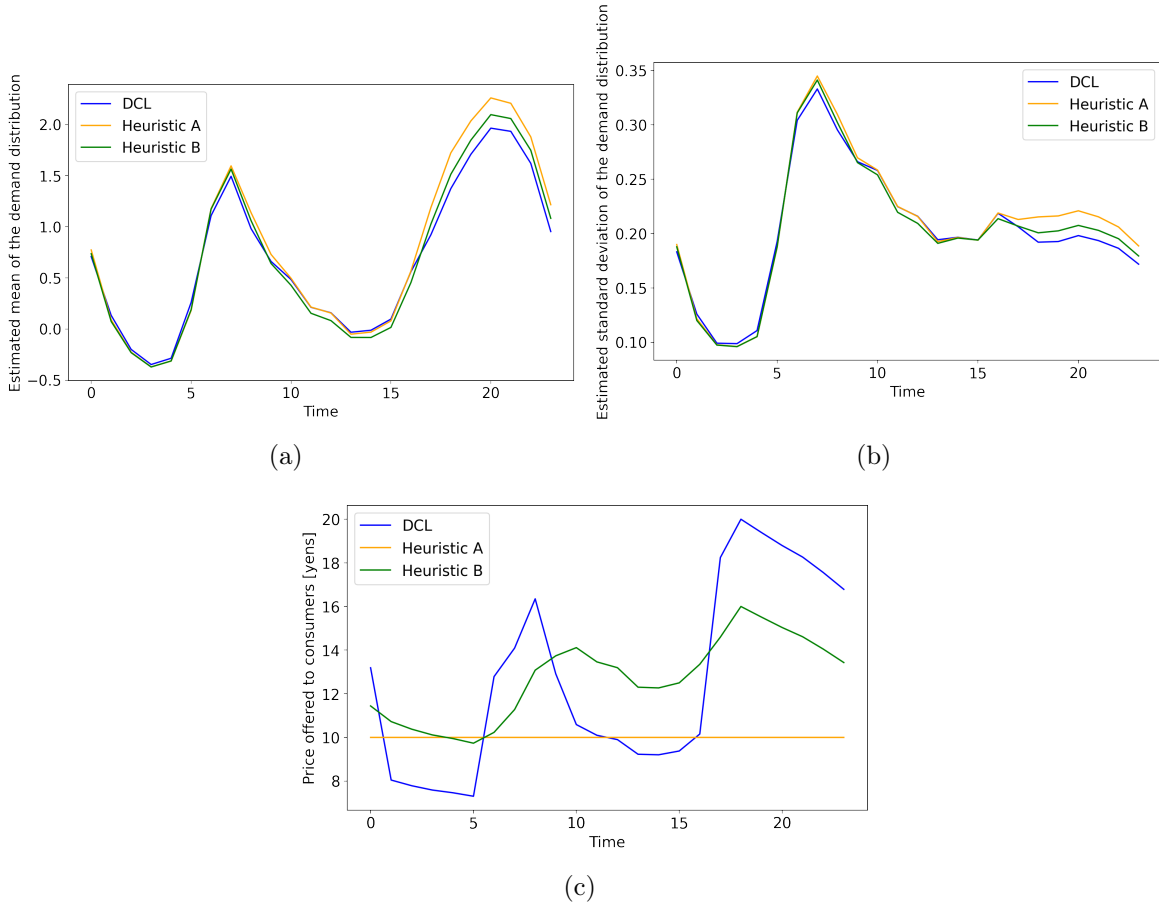 Estimated mean of the demand distribution
2.0
1.5
1.0
0.5
0.0
−0.5
DCL
Heuristic A
Heuristic B
0 5 10 15 20
Time
(a)
Estimated standard deviation of the demand distribution
0.35
0.30
0.25
0.20
0.15
0.10
DCL
Heuristic A
Heuristic B
0 5 10 15 20
Time
(b)
Price offered to consumers [yens]
20
18
16
14
12
10
8
DCL
Heuristic A
Heuristic B
0 5 10 15 20
Time
(c)